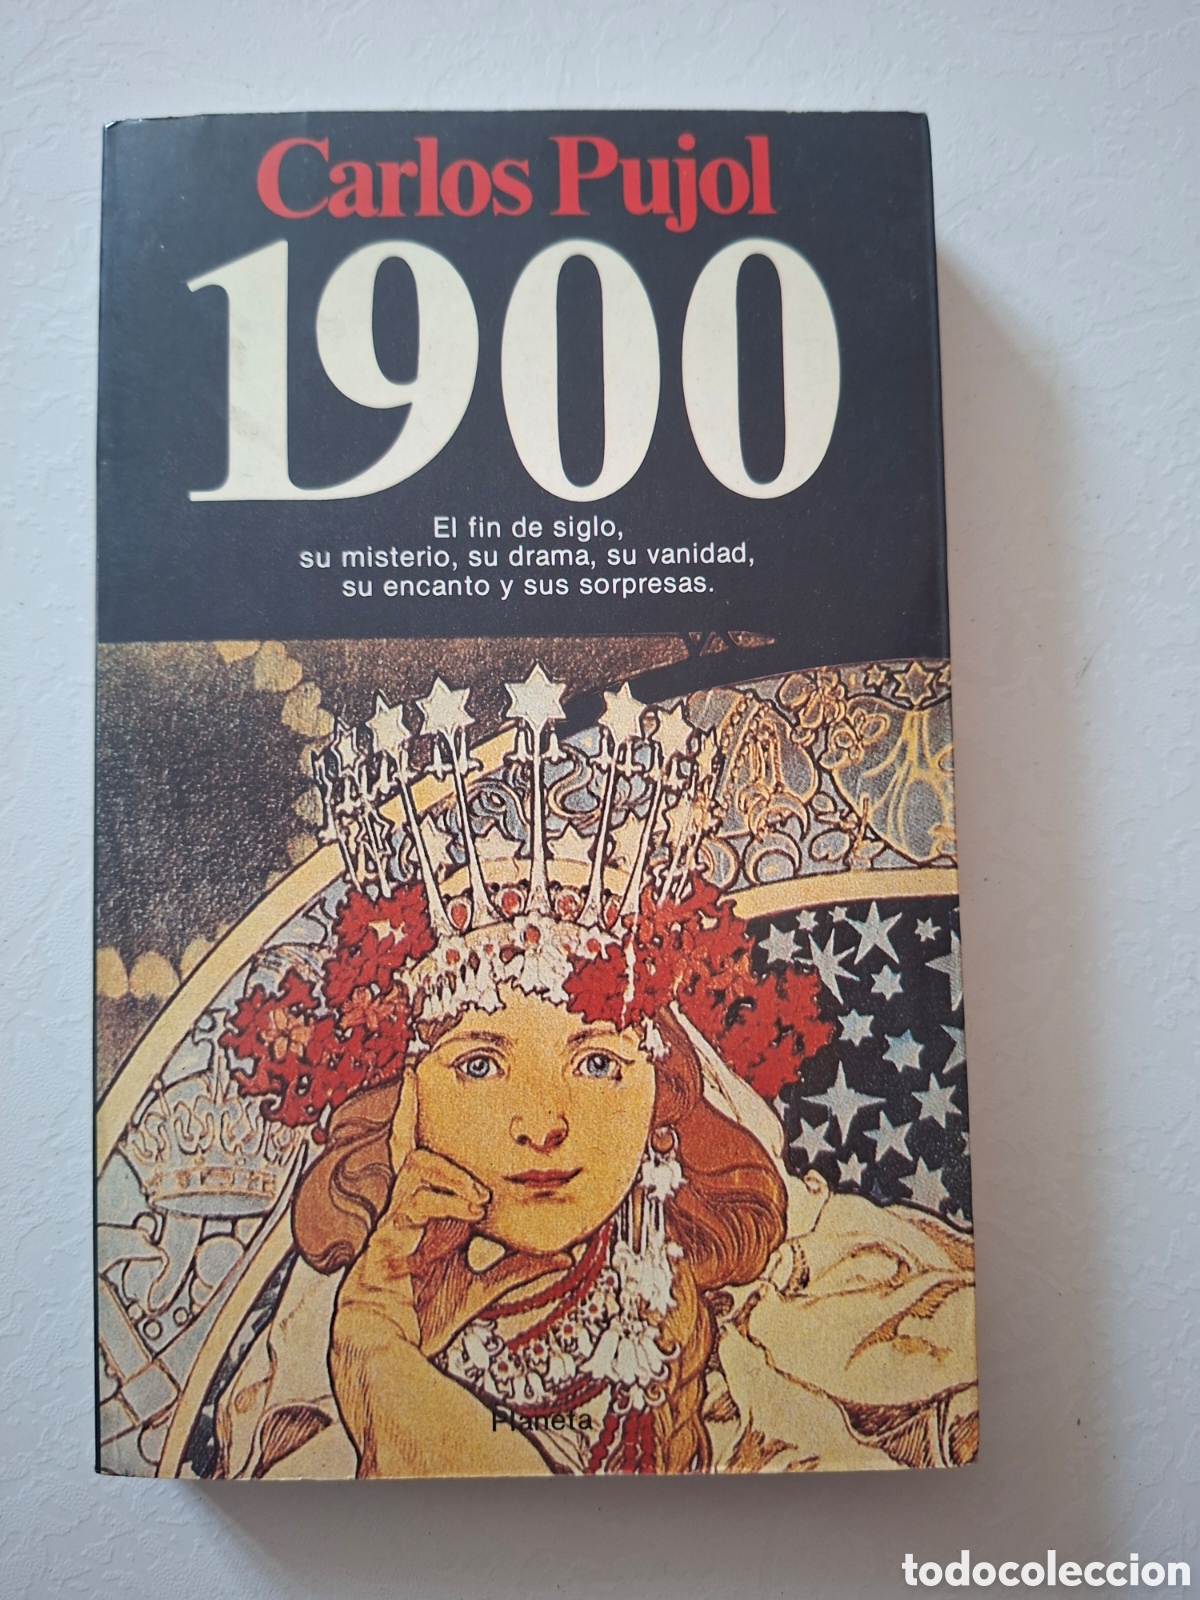 Carlos Pujol
1900
El fin de siglo,
su misterio, su drama, su vanidad,
su encanto y sus sorpresas.
Planeta
todocoleccion